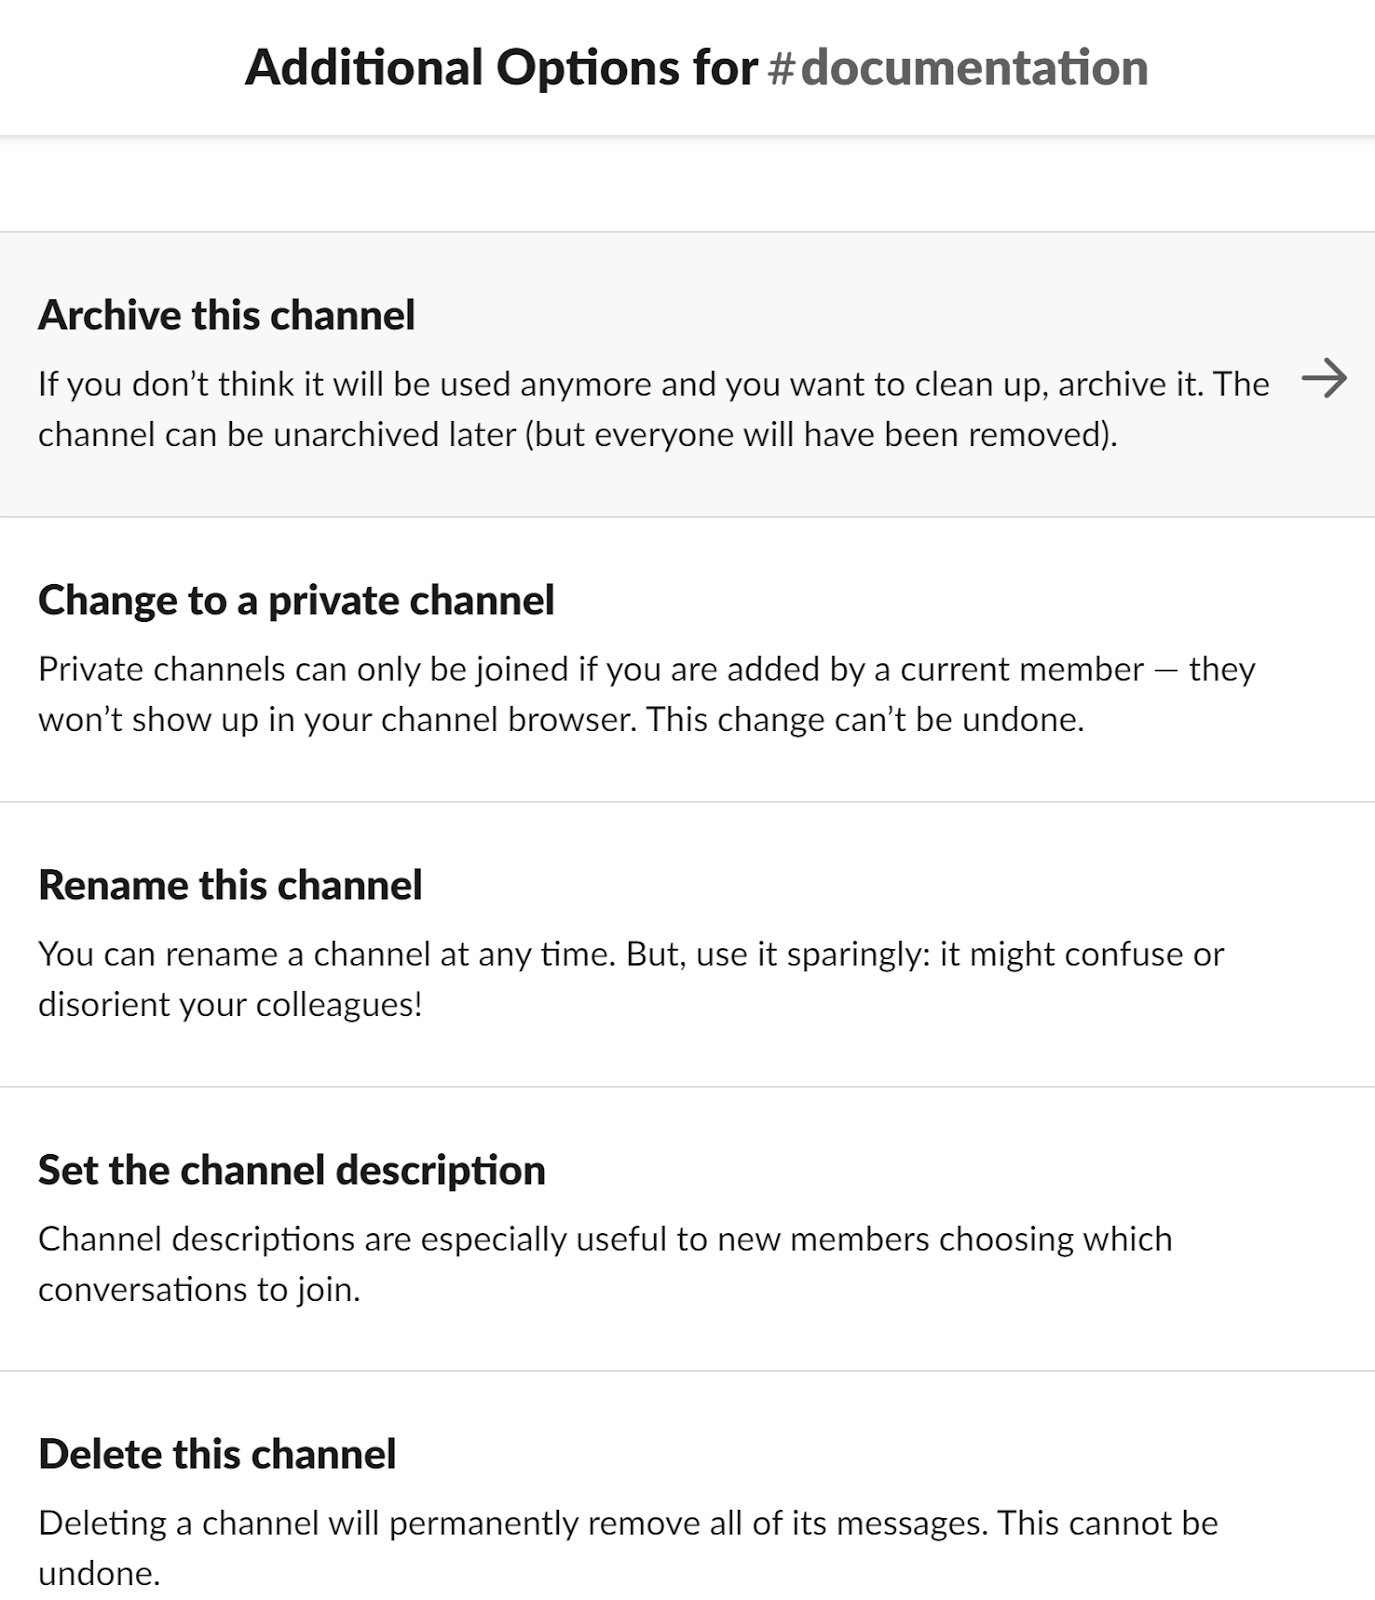 Additional Options for #documentation
Archive this channel
If you don’t think it will be used anymore and you want to clean up, archive it. The
channel can be unarchived later (but everyone will have been removed).
Change to a private channel
Private channels can only be joined if you are added by a current member — they
won’t show up in your channel browser. This change can’t be undone.
Rename this channel
You can rename a channel at any time. But, use it sparingly: it might confuse or
disorient your colleagues!
Set the channel description
Channel descriptions are especially useful to new members choosing which
conversations to join.
Delete this channel
Deleting a channel will permanently remove all of its messages. This cannot be
undone.